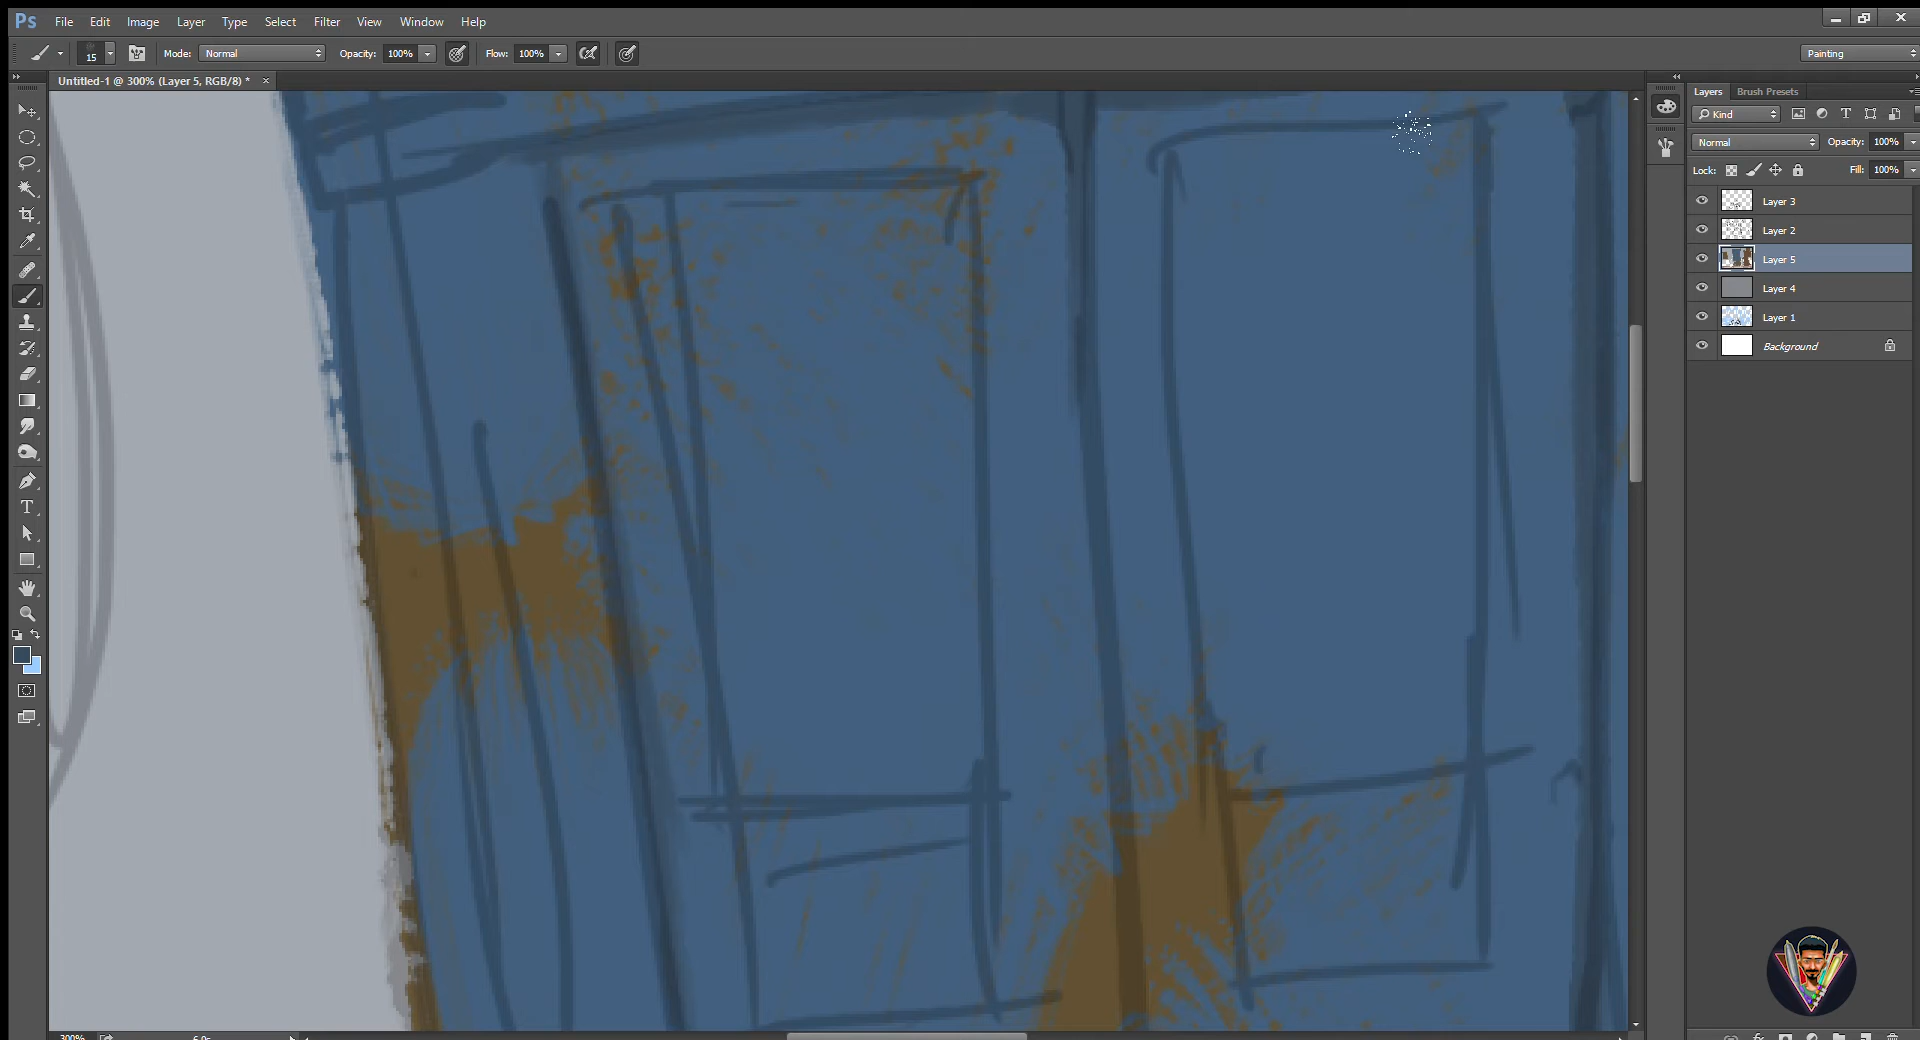 Ps File Edit Image Layer Type Select Filter View Window Help
15 Mode: Normal Opacity: 100% Flow: 100% Painting
Untitled-1 @ 300% (Layer 5, RGB/8) * ×
Layers Brush Presets
Kind
Normal Opacity: 100%
Lock: Fill: 100%
Layer 3
Layer 2
Layer 5
Layer 4
Layer 1
Background
300%